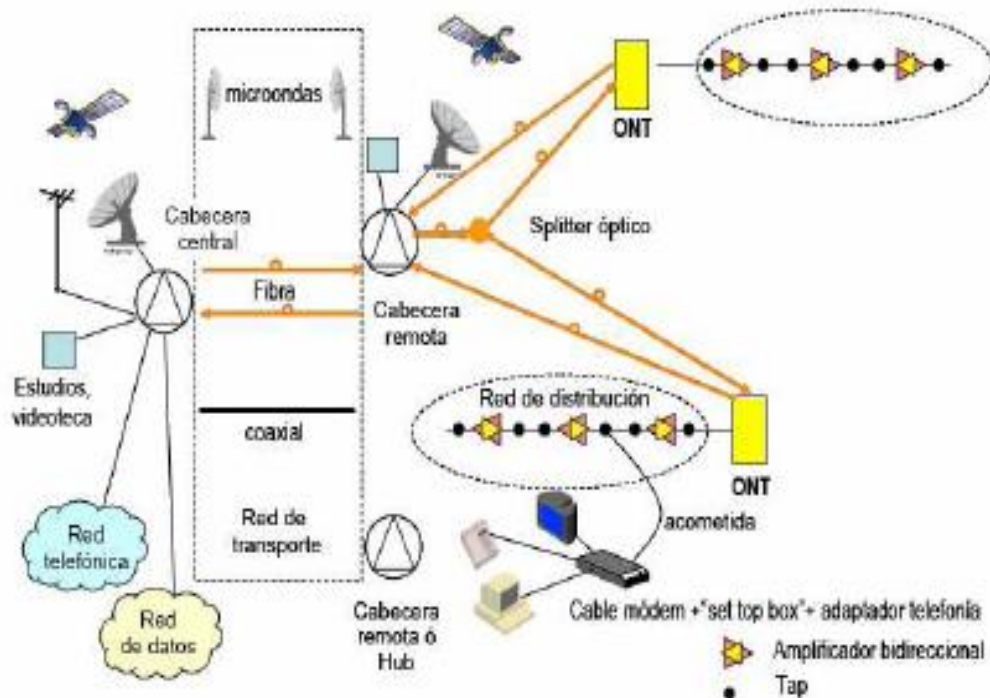 microondas
ONT
Cabecera
central
Splitter óptico
Fibra
Cabecera
remota
Estudios,
videoteca
Red de distribución
coaxial
ONT
Red
telefónica
Red de
transporte
acometida
Red
de datos
Cabecera
remota ó
Hub
Cable módem +"set top box"+ adaptador telefonía
Amplificador bidireccional
Tap